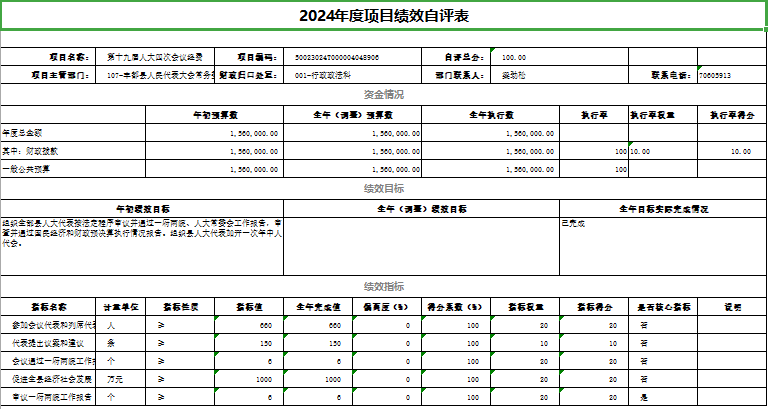 2024年度项目绩效自评表
项目名称： 第十九届人大四次会议经费 项目编码： 50023024T000004048906 自评总分： 100.00
项目主管部门： 107-丰都县人民代表大会常务 财政归口处室： 001-行政政法科 部门联系人： 联系电话： 70605913
资金情况
年初预算数 全年（调整）预算数 全年执行数 执行率 执行率权重 执行率得分
年度总金额 1,360,000.00 1,360,000.00 1,360,000.00
其中：财政拨款 1,360,000.00 1,360,000.00 1,360,000.00 100 10.00 10.00
一般公共预算 1,360,000.00 1,360,000.00 1,360,000.00 100
绩效目标
年初绩效目标 全年（调整）绩效目标 全年目标实际完成情况
组织全部县人大代表按法定程序审议并通过一府两院、人大常委会工作报告，审 已完成
查并通过国民经济和财政预决算执行情况报告。组织县人大代表加开一次年中人
代会。
绩效指标
指标名称 计量单位 指标性质 指标值 全年完成值 偏离度（%） 得分系数（%） 指标权重 指标得分 是否核心指标 说明
参加会议代表和列席代表 人 ≥ 660 660 0 100 20 20 否
代表提出议案和建议 条 ≥ 150 150 0 100 10 10 否
会议通过一府两院工作报 个 ≥ 6 6 0 100 20 20 否
促进全县经济社会发展 万元 ≥ 1000 1000 0 100 20 20 否
审议一府两院工作报告 个 ≥ 6 6 0 100 20 20 是